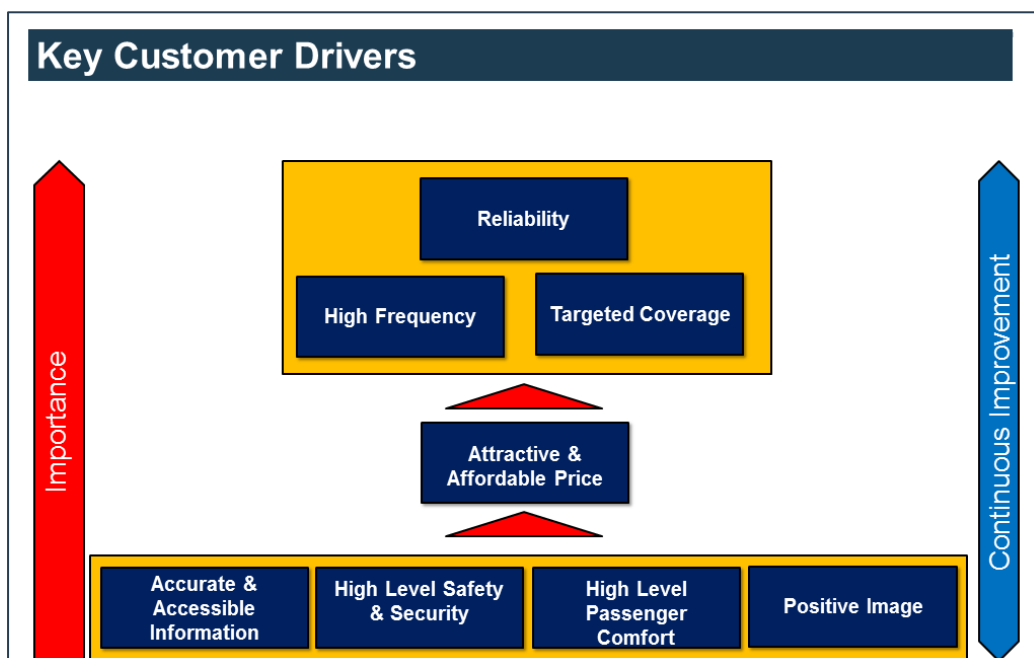 Key Customer Drivers
Importance
Continuous Improvement
Reliability
High Frequency
Targeted Coverage
Attractive &
Affordable Price
Accurate &
Accessible
Information
High Level Safety
& Security
High Level
Passenger
Comfort
Positive Image